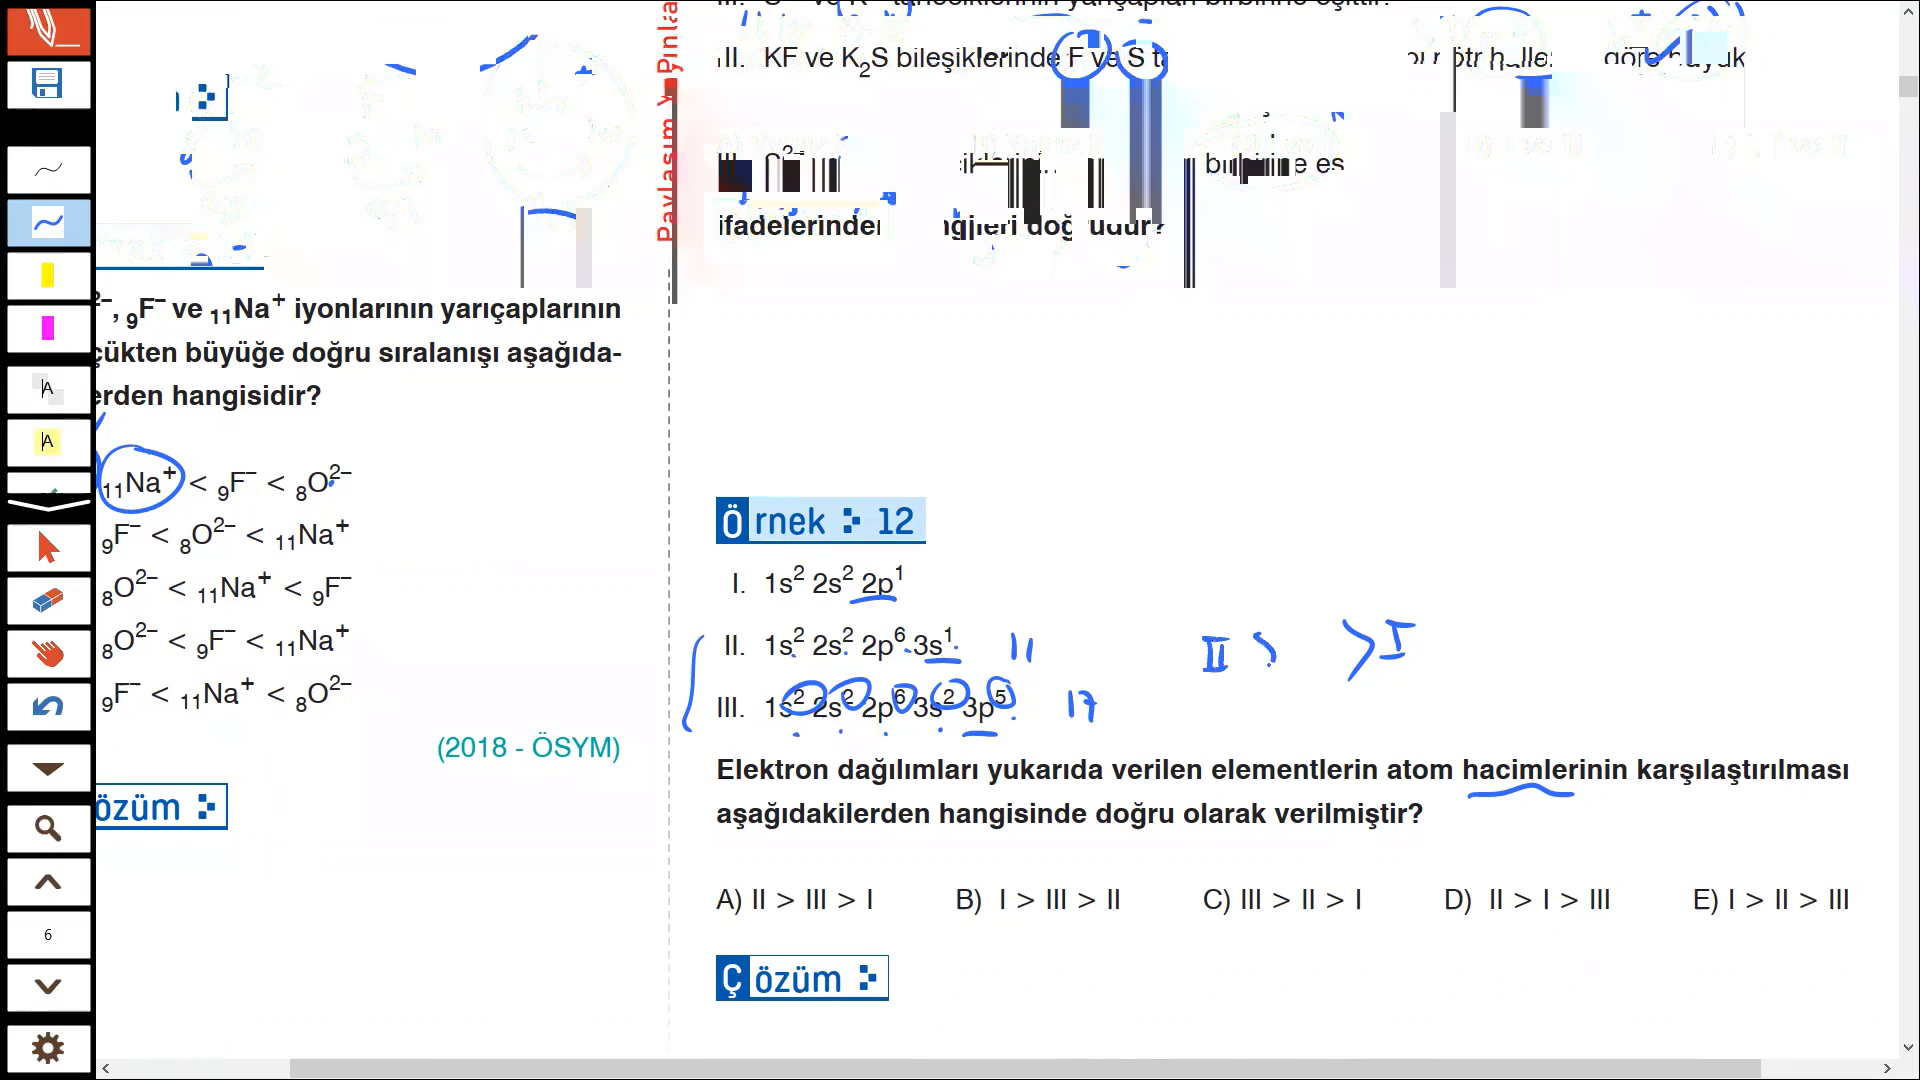 KF ve K2S bileşiklerinde F ve S
ifadelerinden
2–, 9F– ve 11Na+ iyonlarının yarıçaplarının
çükten büyüğe doğru sıralanışı aşağıda-
erden hangisidir?
11Na+ < 9F– < 8O2–
9F– < 8O2– < 11Na+
8O2– < 11Na+ < 9F–
8O2– < 9F– < 11Na+
9F– < 11Na+ < 8O2–
(2018 - ÖSYM)
özüm
Örnek 12
I. 1s2 2s2 2p1
II. 1s2 2s2 2p6 3s1 11
III. 1s2 2s2 2p6 3s2 3p5 17
II > > I
Elektron dağılımları yukarıda verilen elementlerin atom hacimlerinin karşılaştırılması
aşağıdakilerden hangisinde doğru olarak verilmiştir?
A) II > III > I B) I > III > II C) III > II > I D) II > I > III E) I > II > III
Çözüm
6